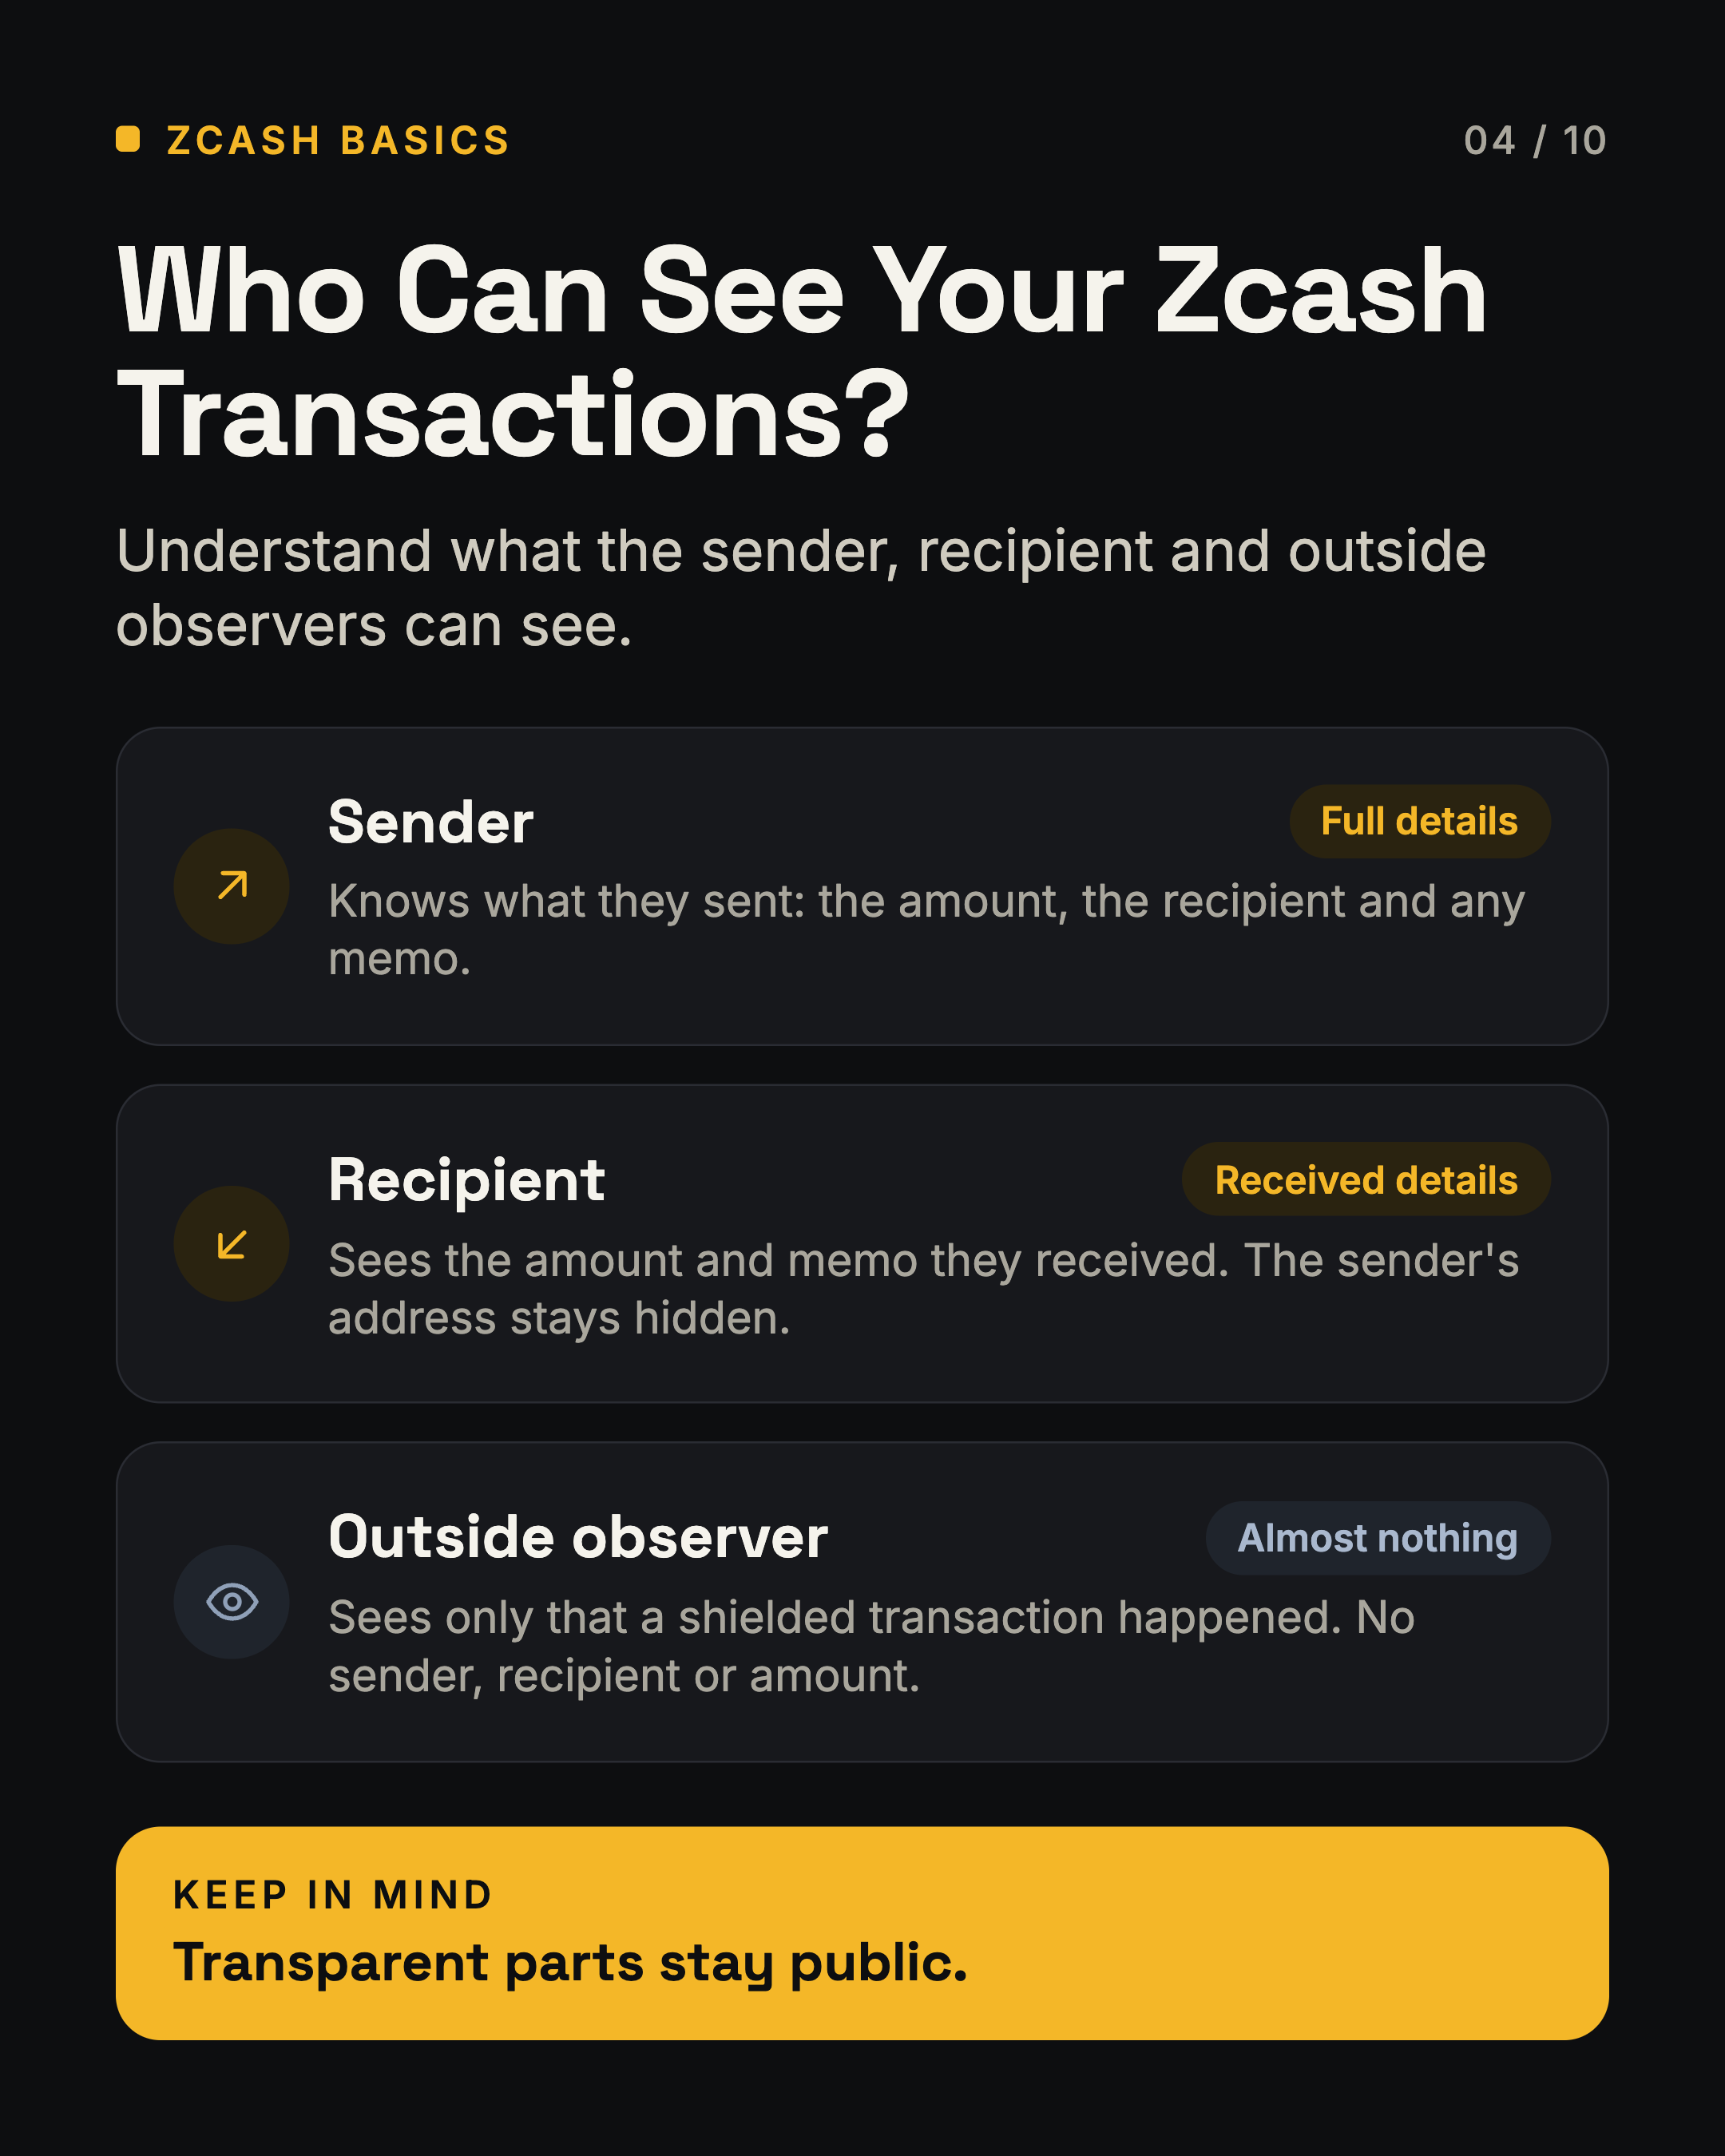 ZCASH BASICS
04 / 10
Who Can See Your Zcash
Transactions?
Understand what the sender, recipient and outside
observers can see.
Sender
Full details
Knows what they sent: the amount, the recipient and any
memo.
Recipient
Received details
Sees the amount and memo they received. The sender's
address stays hidden.
Outside observer
Almost nothing
Sees only that a shielded transaction happened. No
sender, recipient or amount.
KEEP IN MIND
Transparent parts stay public.